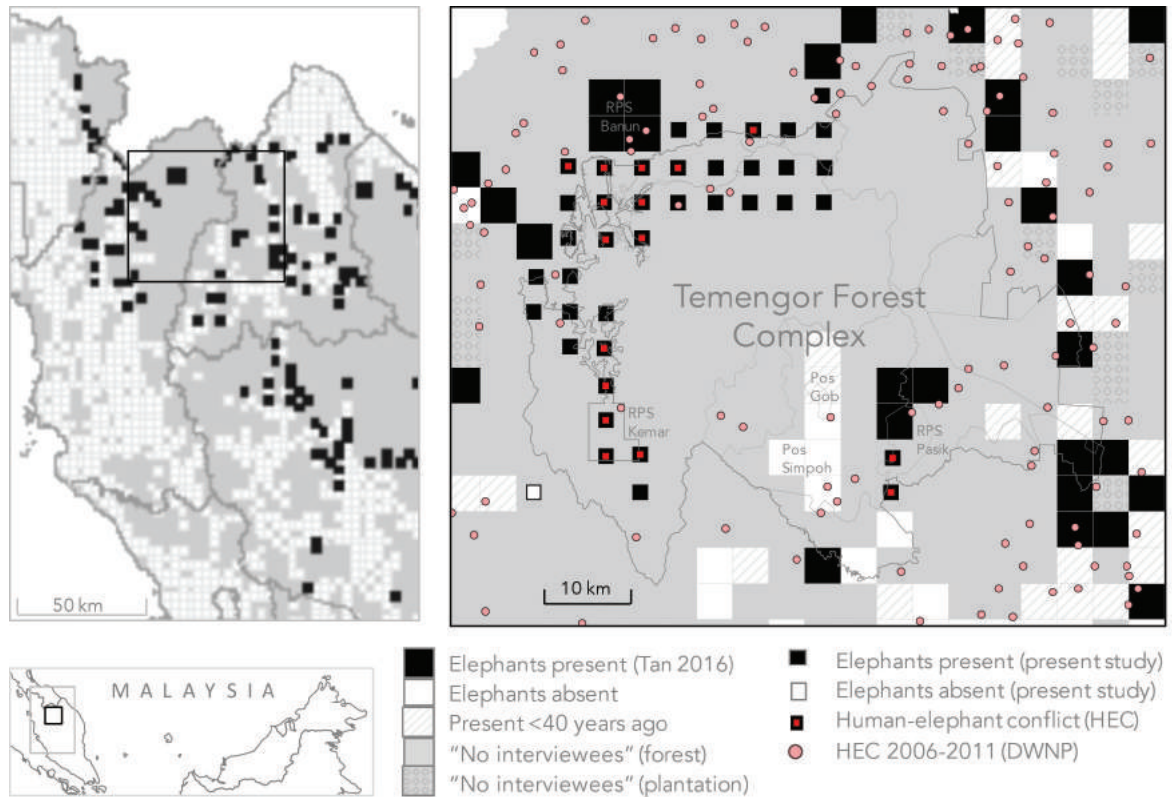 RPS
Banun
Temengor Forest
Complex
Pos
Gob
RPS
Kemar
RPS
Pasik
Pos
Simpoh
50 km
10 km
MALAYSIA
Elephants present (Tan 2016)
Elephants absent
Present <40 years ago
“No interviewees” (forest)
“No interviewees” (plantation)
Elephants present (present study)
Elephants absent (present study)
Human-elephant conflict (HEC)
HEC 2006-2011 (DWNP)